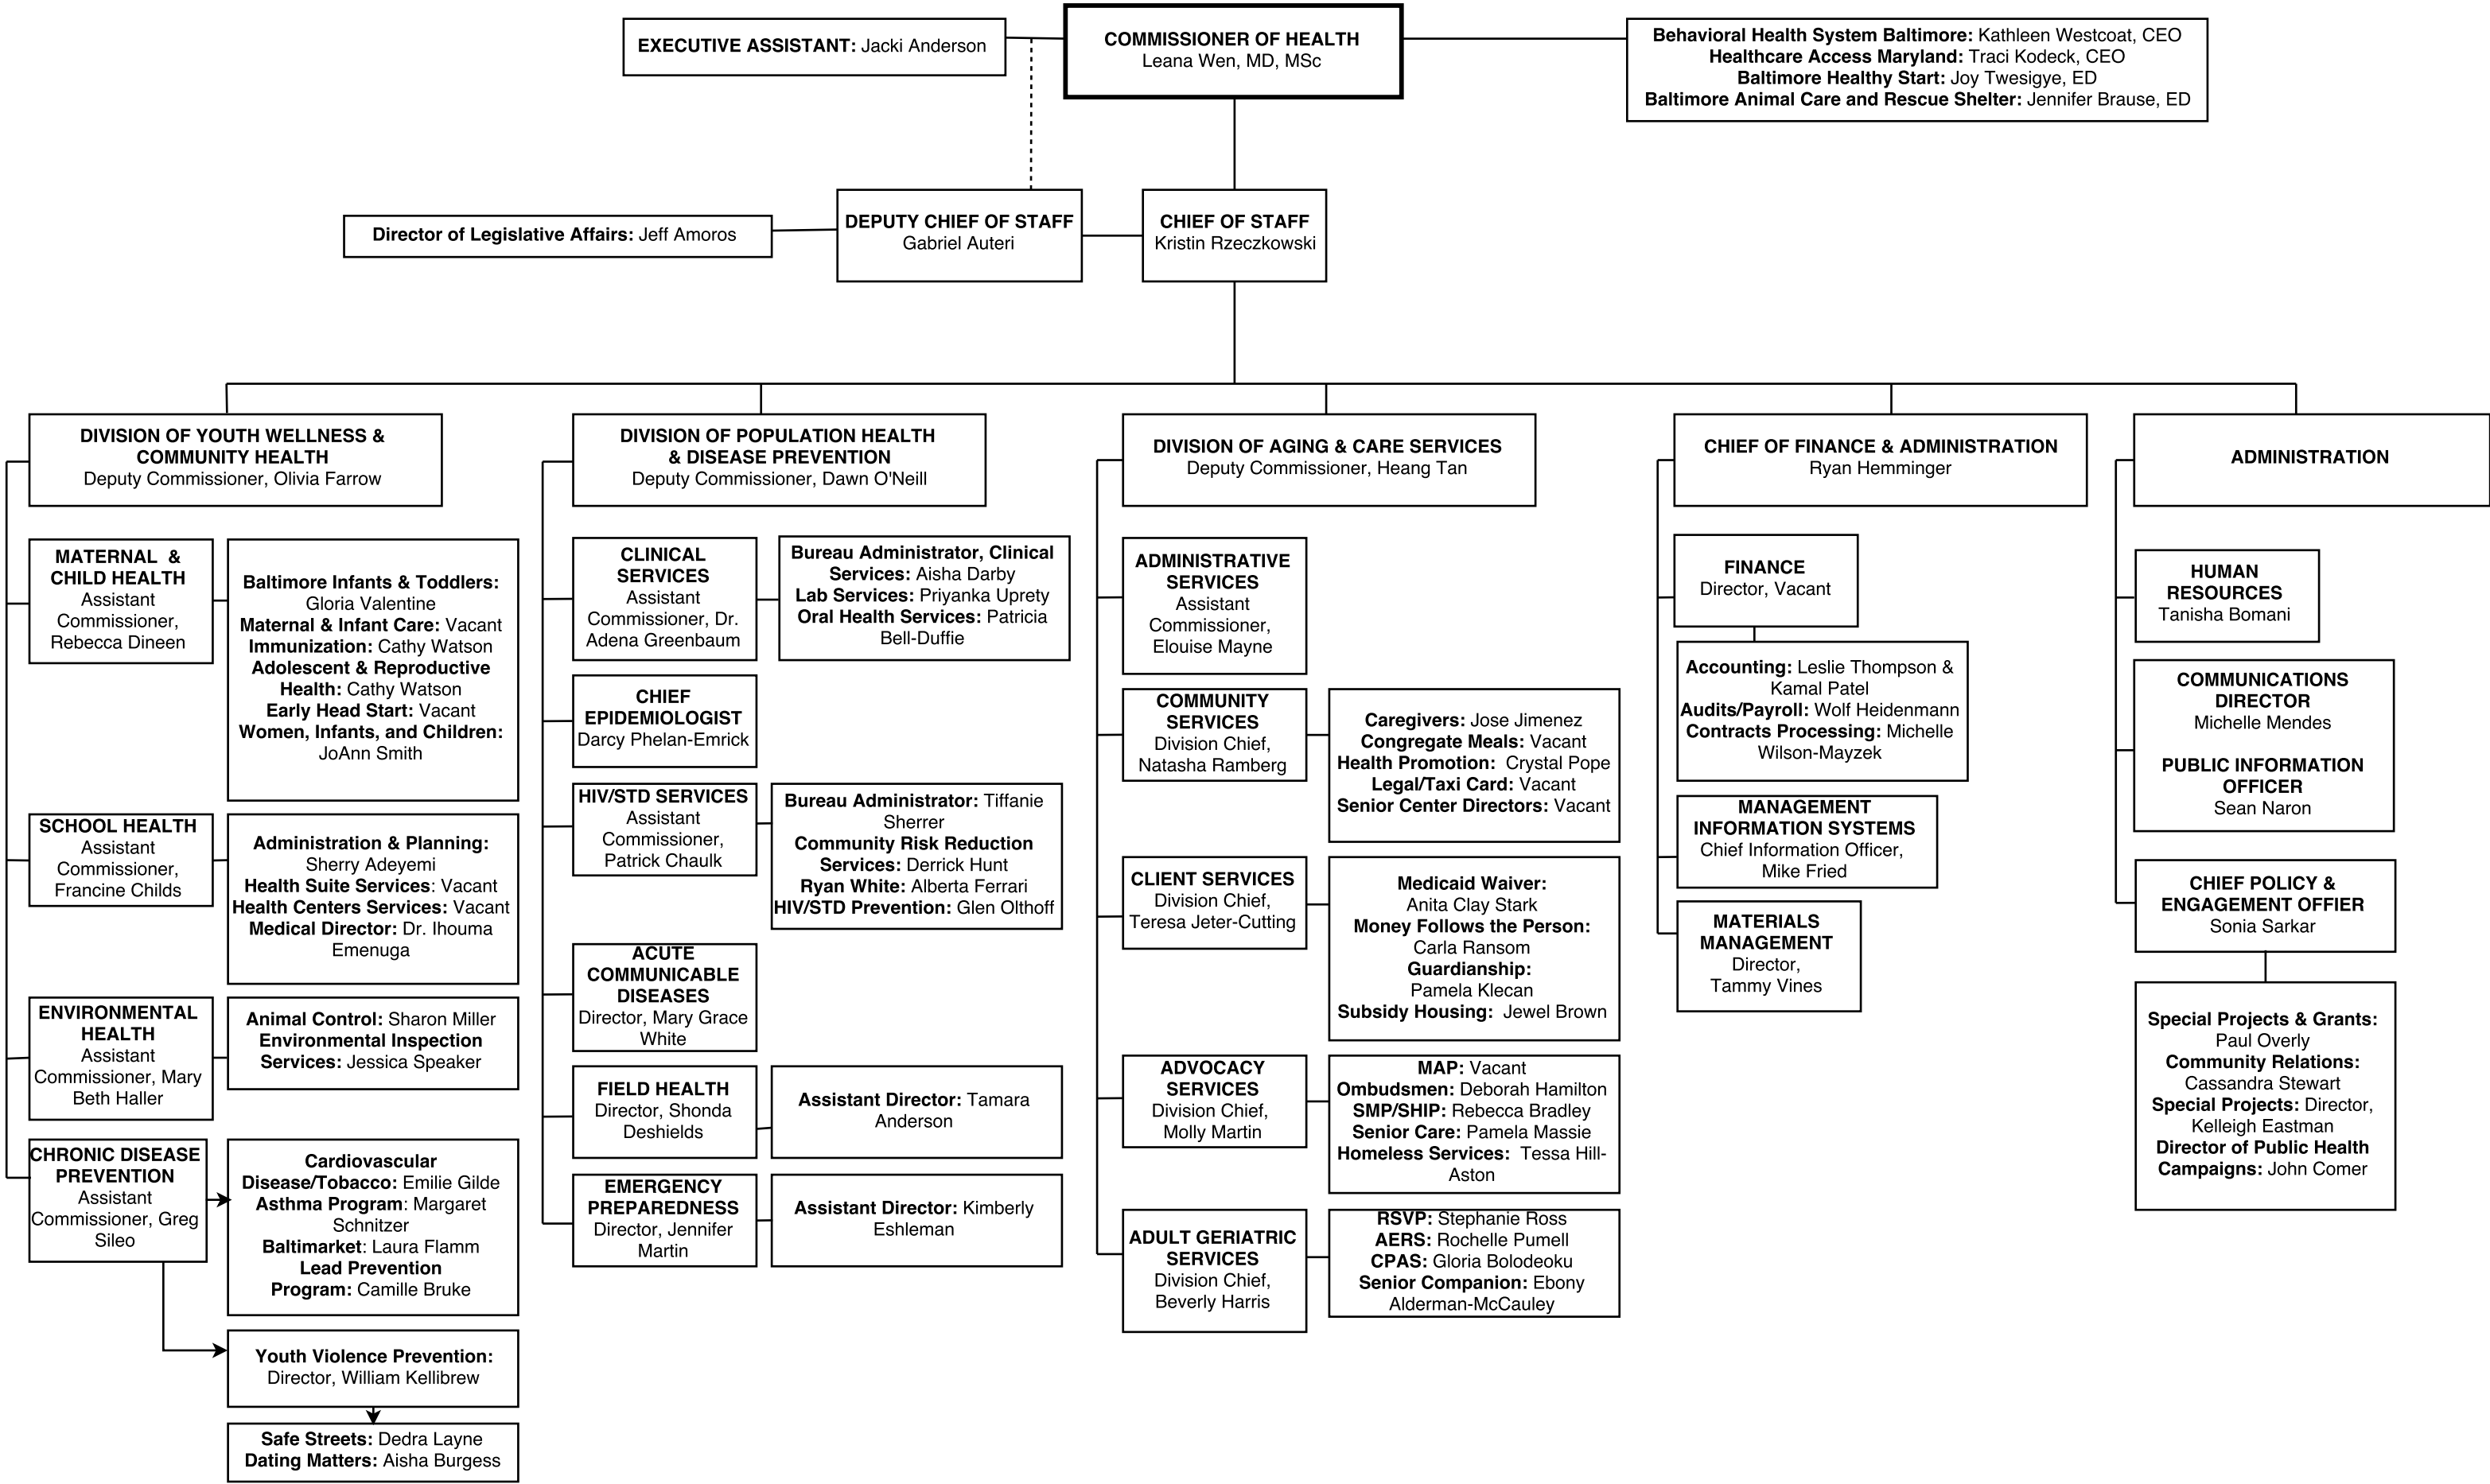 EXECUTIVE ASSISTANT: Jacki Anderson
COMMISSIONER OF HEALTH
Leana Wen, MD, MSc
Behavioral Health System Baltimore: Kathleen Westcoat, CEO
Healthcare Access Maryland: Traci Kodeck, CEO
Baltimore Healthy Start: Joy Twesigye, ED
Baltimore Animal Care and Rescue Shelter: Jennifer Brause, ED
Director of Legislative Affairs: Jeff Amoros
DEPUTY CHIEF OF STAFF
Gabriel Auteri
CHIEF OF STAFF
Kristin Rzeczkowski
DIVISION OF YOUTH WELLNESS &
COMMUNITY HEALTH
Deputy Commissioner, Olivia Farrow
MATERNAL &
CHILD HEALTH
Assistant
Commissioner,
Rebecca Dineen
Baltimore Infants & Toddlers:
Gloria Valentine
Maternal & Infant Care: Vacant
Immunization: Cathy Watson
Adolescent & Reproductive
Health: Cathy Watson
Early Head Start: Vacant
Women, Infants, and Children:
JoAnn Smith
SCHOOL HEALTH
Assistant
Commissioner,
Francine Childs
Administration & Planning:
Sherry Adeyemi
Health Suite Services: Vacant
Health Centers Services: Vacant
Medical Director: Dr. Ihouma
Emenuga
ENVIRONMENTAL
HEALTH
Assistant
Commissioner, Mary
Beth Haller
Animal Control: Sharon Miller
Environmental Inspection
Services: Jessica Speaker
CHRONIC DISEASE
PREVENTION
Assistant
Commissioner, Greg
Sileo
Cardiovascular
Disease/Tobacco: Emilie Gilde
Asthma Program: Margaret
Schnitzer
Baltimarket: Laura Flamm
Lead Prevention
Program: Camille Bruke
Youth Violence Prevention:
Director, William Kellibrew
Safe Streets: Dedra Layne
Dating Matters: Aisha Burgess
DIVISION OF POPULATION HEALTH
& DISEASE PREVENTION
Deputy Commissioner, Dawn O'Neill
CLINICAL
SERVICES
Assistant
Commissioner, Dr.
Adena Greenbaum
Bureau Administrator, Clinical
Services: Aisha Darby
Lab Services: Priyanka Uprety
Oral Health Services: Patricia
Bell-Duffie
CHIEF
EPIDEMIOLOGIST
Darcy Phelan-Emrick
HIV/STD SERVICES
Assistant
Commissioner,
Patrick Chaulk
Bureau Administrator: Tiffanie
Sherrer
Community Risk Reduction
Services: Derrick Hunt
Ryan White: Alberta Ferrari
HIV/STD Prevention: Glen Olthoff
ACUTE
COMMUNICABLE
DISEASES
Director, Mary Grace
White
FIELD HEALTH
Director, Shonda
Deshields
Assistant Director: Tamara
Anderson
EMERGENCY
PREPAREDNESS
Director, Jennifer
Martin
Assistant Director: Kimberly
Eshleman
DIVISION OF AGING & CARE SERVICES
Deputy Commissioner, Heang Tan
ADMINISTRATIVE
SERVICES
Assistant
Commissioner,
Elouise Mayne
COMMUNITY
SERVICES
Division Chief,
Natasha Ramberg
Caregivers: Jose Jimenez
Congregate Meals: Vacant
Health Promotion: Crystal Pope
Legal/Taxi Card: Vacant
Senior Center Directors: Vacant
CLIENT SERVICES
Division Chief,
Teresa Jeter-Cutting
Medicaid Waiver:
Anita Clay Stark
Money Follows the Person:
Carla Ransom
Guardianship:
Pamela Klecan
Subsidy Housing: Jewel Brown
ADVOCACY
SERVICES
Division Chief,
Molly Martin
MAP: Vacant
Ombudsmen: Deborah Hamilton
SMP/SHIP: Rebecca Bradley
Senior Care: Pamela Massie
Homeless Services: Tessa Hill-
Aston
ADULT GERIATRIC
SERVICES
Division Chief,
Beverly Harris
RSVP: Stephanie Ross
AERS: Rochelle Pumell
CPAS: Gloria Bolodeoku
Senior Companion: Ebony
Alderman-McCauley
CHIEF OF FINANCE & ADMINISTRATION
Ryan Hemminger
FINANCE
Director, Vacant
Accounting: Leslie Thompson &
Kamal Patel
Audits/Payroll: Wolf Heidenmann
Contracts Processing: Michelle
Wilson-Mayzek
MANAGEMENT
INFORMATION SYSTEMS
Chief Information Officer,
Mike Fried
MATERIALS
MANAGEMENT
Director,
Tammy Vines
ADMINISTRATION
HUMAN
RESOURCES
Tanisha Bomani
COMMUNICATIONS
DIRECTOR
Michelle Mendes
PUBLIC INFORMATION
OFFICER
Sean Naron
CHIEF POLICY &
ENGAGEMENT OFFIER
Sonia Sarkar
Special Projects & Grants:
Paul Overly
Community Relations:
Cassandra Stewart
Special Projects: Director,
Kelleigh Eastman
Director of Public Health
Campaigns: John Comer